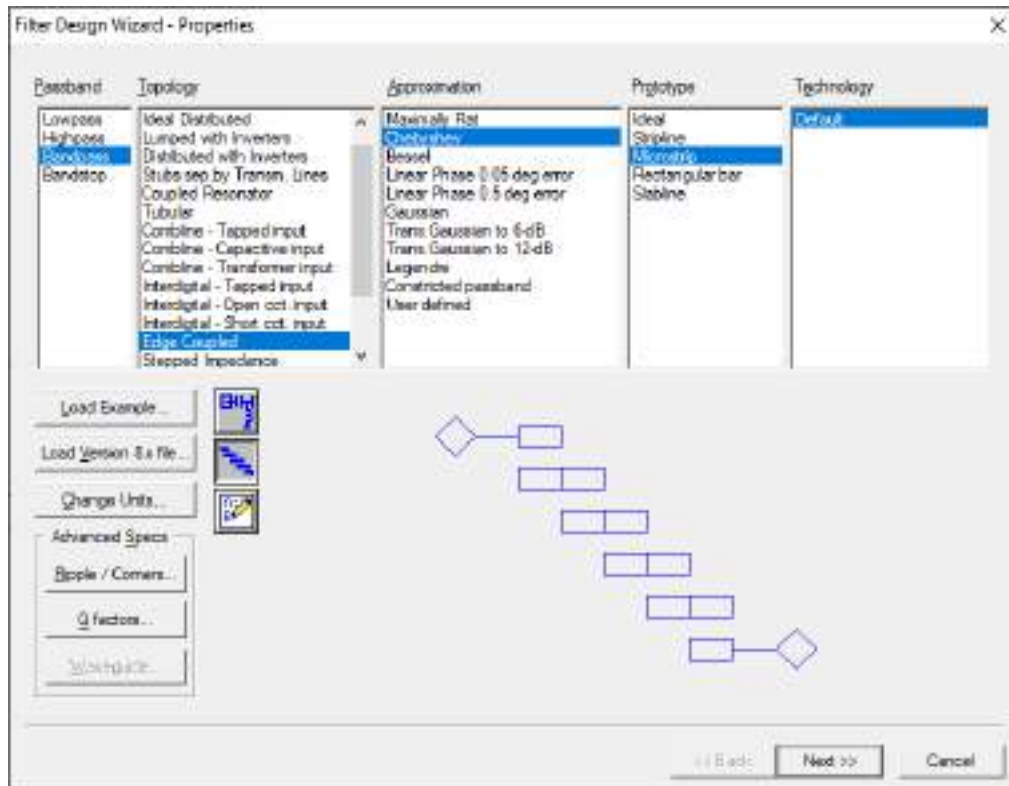 Filter Design Wizard - Properties
Passband
Topology
Approximation
Prototype
Technology
Lowpass
Highpass
Bandpass
Bandstop
Ideal Distributed
Lumped with Inverters
Distributed with Inverters
Stubs sep by Transm. Lines
Coupled Resonator
Tubular
Combline - Tapped input
Combline - Capacitive input
Combline - Transformer input
Interdigital - Tapped input
Interdigital - Open cct. input
Interdigital - Short cct. input
Edge Coupled
Stepped Impedance
Maximally Flat
Chebyshev
Bessel
Linear Phase 0.05 deg error
Linear Phase 0.5 deg error
Gaussian
Trans.Gaussian to 6-dB
Trans.Gaussian to 12-dB
Legendre
Constricted passband
User defined
Ideal
Stripline
Microstrip
Rectangular bar
Slabline
Default
Load Example...
Load Version 8.x file...
Change Units...
Advanced Specs
Ripple / Corners...
Q factors...
Waveguide...
<< Back
Next >>
Cancel